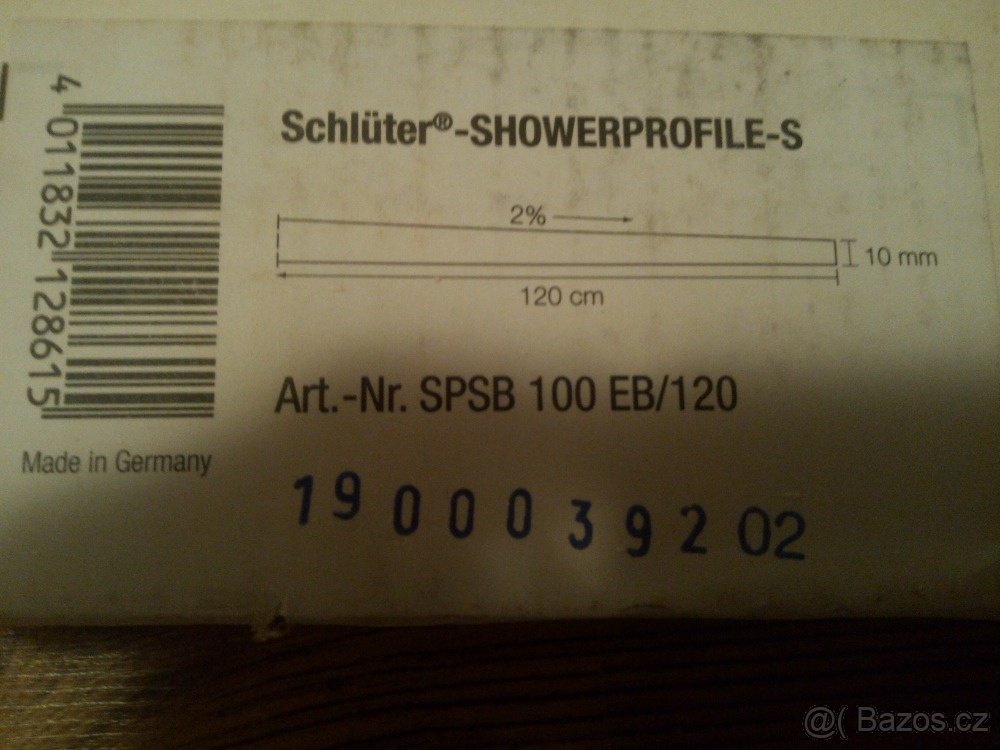 Schlüter®-SHOWERPROFILE-S
2%
10 mm
120 cm
Art.-Nr. SPSB 100 EB/120
4 011832 128615
Made in Germany
19 000 392 02
@( Bazos.cz